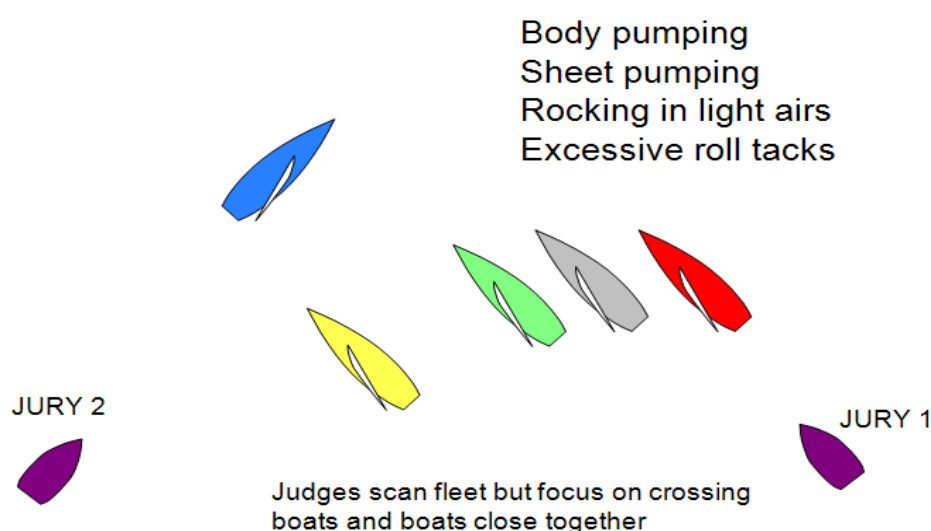 Body pumping
Sheet pumping
Rocking in light airs
Excessive roll tacks
JURY 2
JURY 1
Judges scan fleet but focus on crossing
boats and boats close together